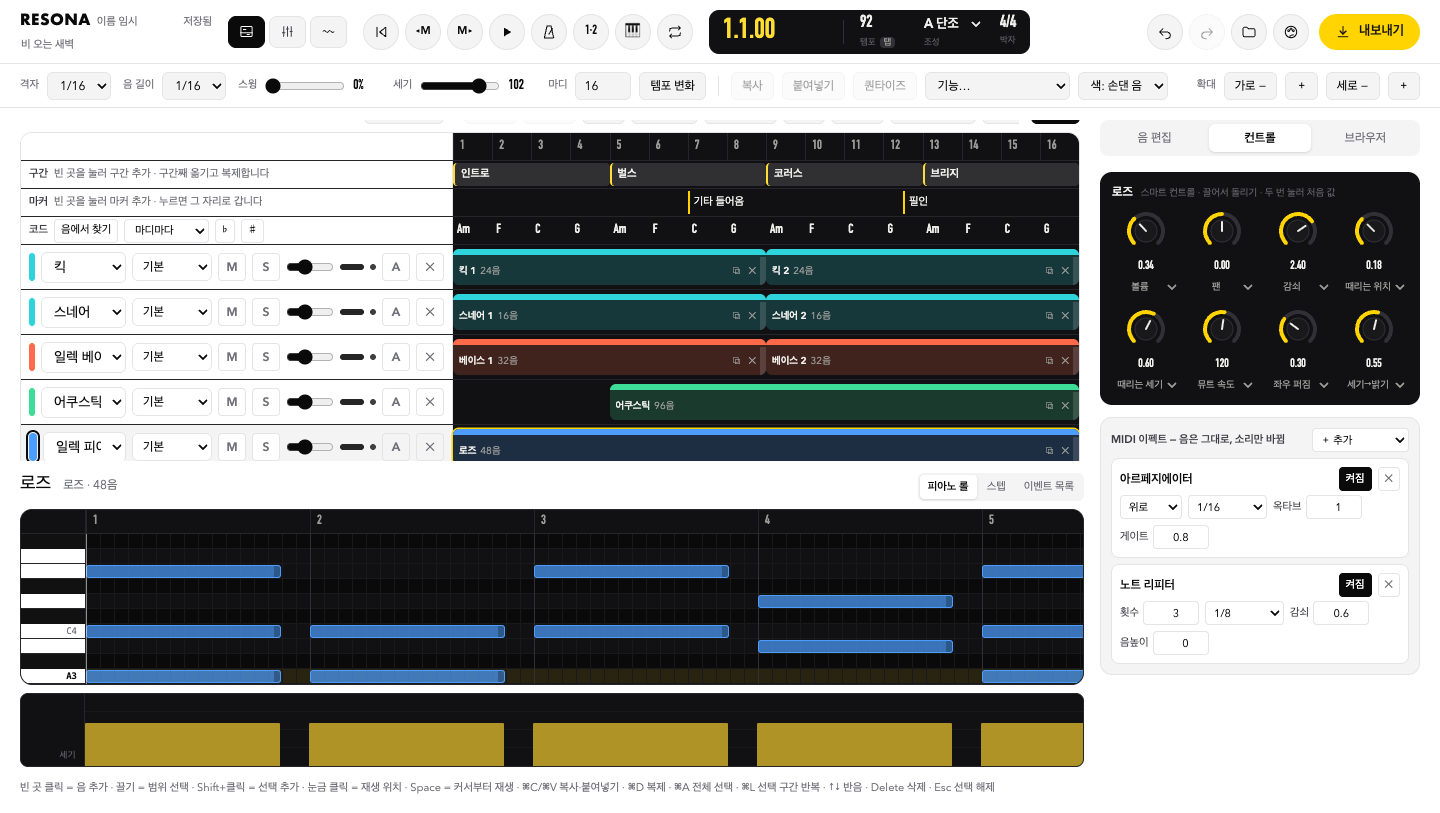 RESONA 이름 임시 저장됨
비 오는 새벽
◂M M▸ 1·2
1.1.00 92 템포 탭 A 단조 조성 4/4 박자
내보내기
격자 1/16 음 길이 1/16 스윙 0% 세기 102 마디 16 템포 변화 복사 붙여넣기 퀀타이즈 기능… 색: 손댄 음 확대 가로 – + 세로 – +
1 2 3 4 5 6 7 8 9 10 11 12 13 14 15 16
구간 빈 곳을 눌러 구간 추가 · 구간째 옮기고 복제합니다 인트로 벌스 코러스 브리지
마커 빈 곳을 눌러 마커 추가 · 누르면 그 자리로 갑니다 기타 들어옴 필인
코드 음에서 찾기 마디마다 ♭ ♯ Am F C G Am F C G Am F C G Am F C G
킥 기본 M S A × 킥 1 24음 킥 2 24음
스네어 기본 M S A × 스네어 1 16음 스네어 2 16음
일렉 베이 기본 M S A × 베이스 1 32음 베이스 2 32음
어쿠스틱 기본 M S A × 어쿠스틱 96음
일렉 피 기본 M S A × 로즈 48음
로즈 로즈 · 48음 피아노 롤 스텝 이벤트 목록
1 2 3 4 5
C4
A3
세기
빈 곳 클릭 = 음 추가 · 끌기 = 범위 선택 · Shift+클릭 = 선택 추가 · 눈금 클릭 = 재생 위치 · Space = 커서부터 재생 · ⌘C/⌘V 복사·붙여넣기 · ⌘D 복제 · ⌘A 전체 선택 · ⌘L 선택 구간 반복 · ↑↓ 반음 · Delete 삭제 · Esc 선택 해제
음 편집 컨트롤 브라우저
로즈 스마트 컨트롤 · 끌어서 돌리기 · 두 번 눌러 처음 값
0.34 0.00 2.40 0.18
볼륨 팬 감쇠 때리는 위치
0.60 120 0.30 0.55
때리는 세기 뮤트 속도 좌우 퍼짐 세기→밝기
MIDI 이펙트 – 음은 그대로, 소리만 바뀜 + 추가
아르페지에이터 켜짐 ×
위로 1/16 옥타브 1
게이트 0.8
노트 리피터 켜짐 ×
횟수 3 1/8 감쇠 0.6
음높이 0